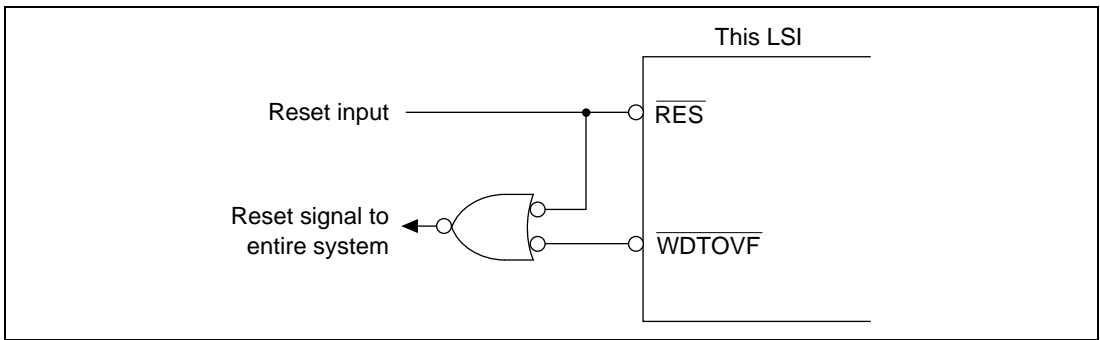 This LSI
Reset input
RES
Reset signal to
entire system
WDTOVF